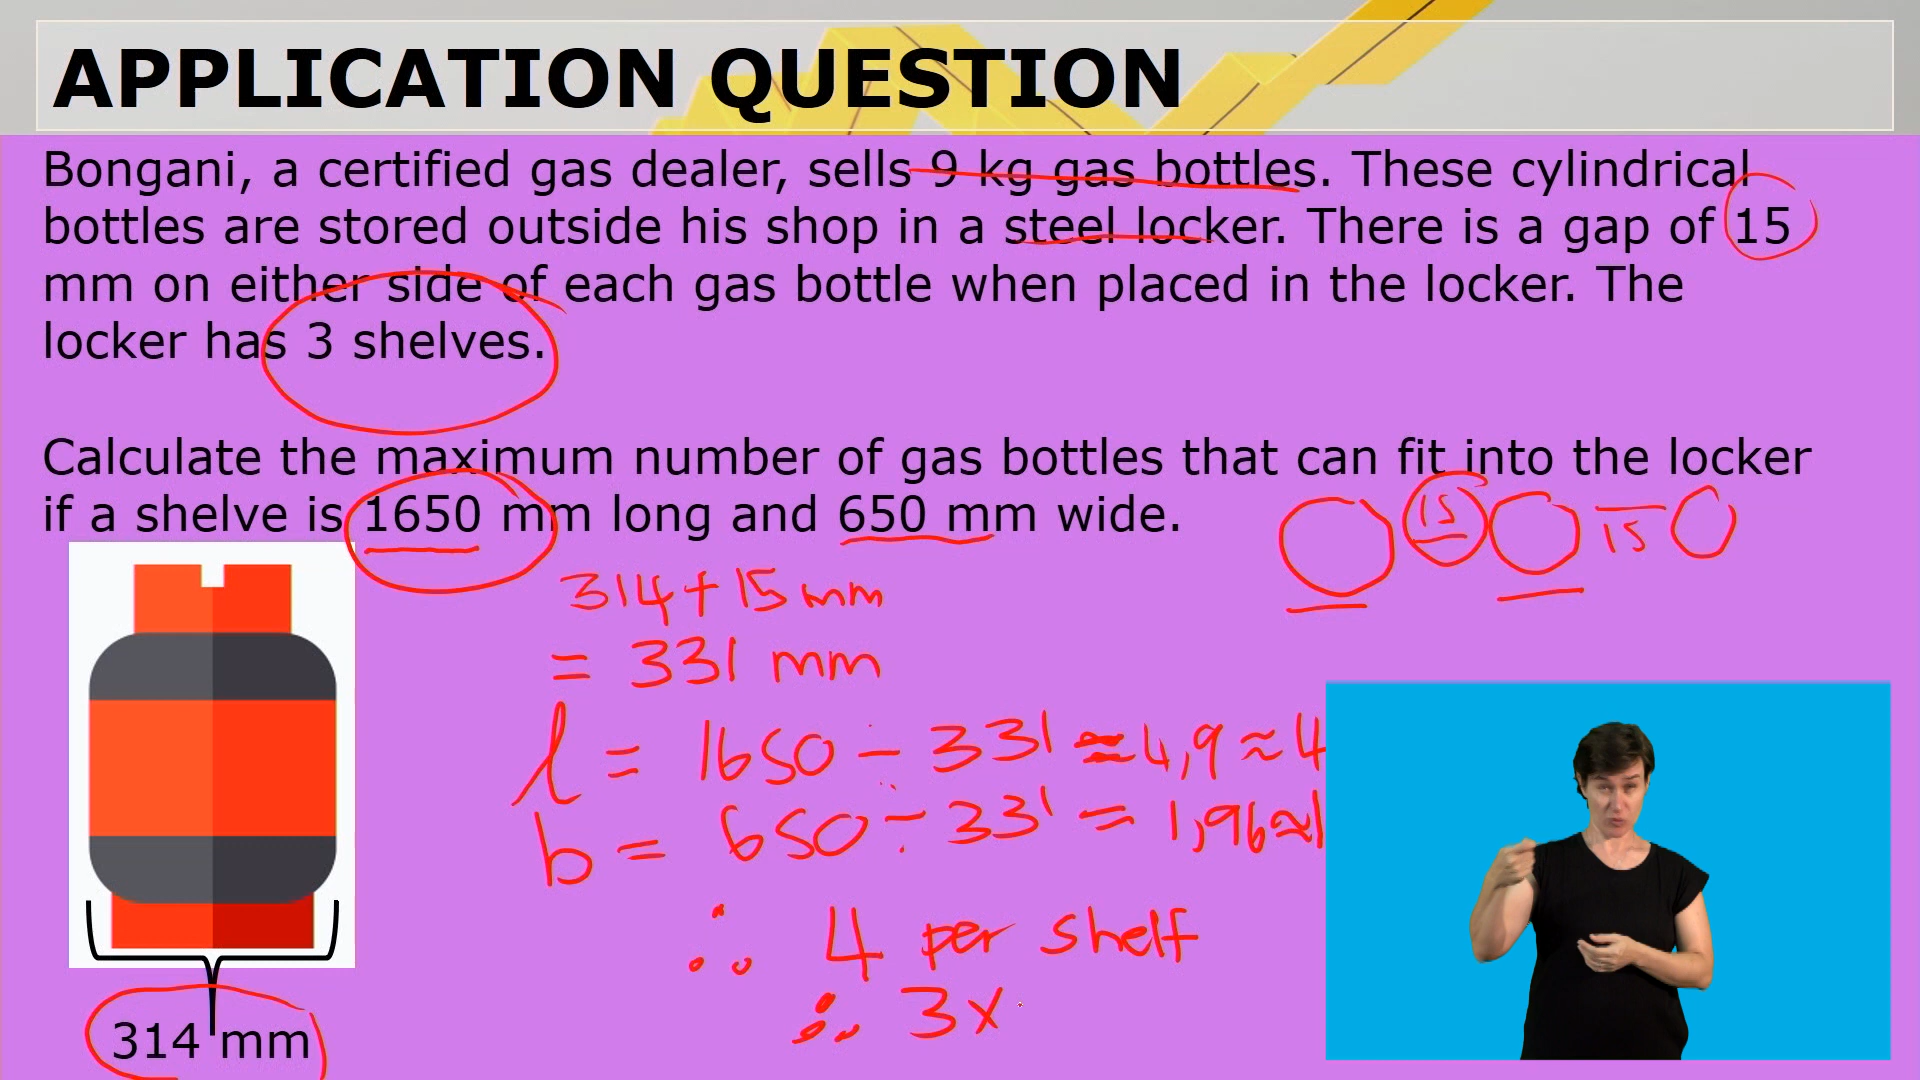 APPLICATION QUESTION
Bongani, a certified gas dealer, sells 9 kg gas bottles. These cylindrical
bottles are stored outside his shop in a steel locker. There is a gap of 15
mm on either side of each gas bottle when placed in the locker. The
locker has 3 shelves.
Calculate the maximum number of gas bottles that can fit into the locker
if a shelve is 1650 mm long and 650 mm wide.
15
15
314 + 15 mm
= 331 mm
l = 1650 ÷ 331 ≈ 4,9 ≈ 4
b = 650 ÷ 331 = 1,96 ≈ 1
∴ 4 per shelf
∴ 3 x
314 mm